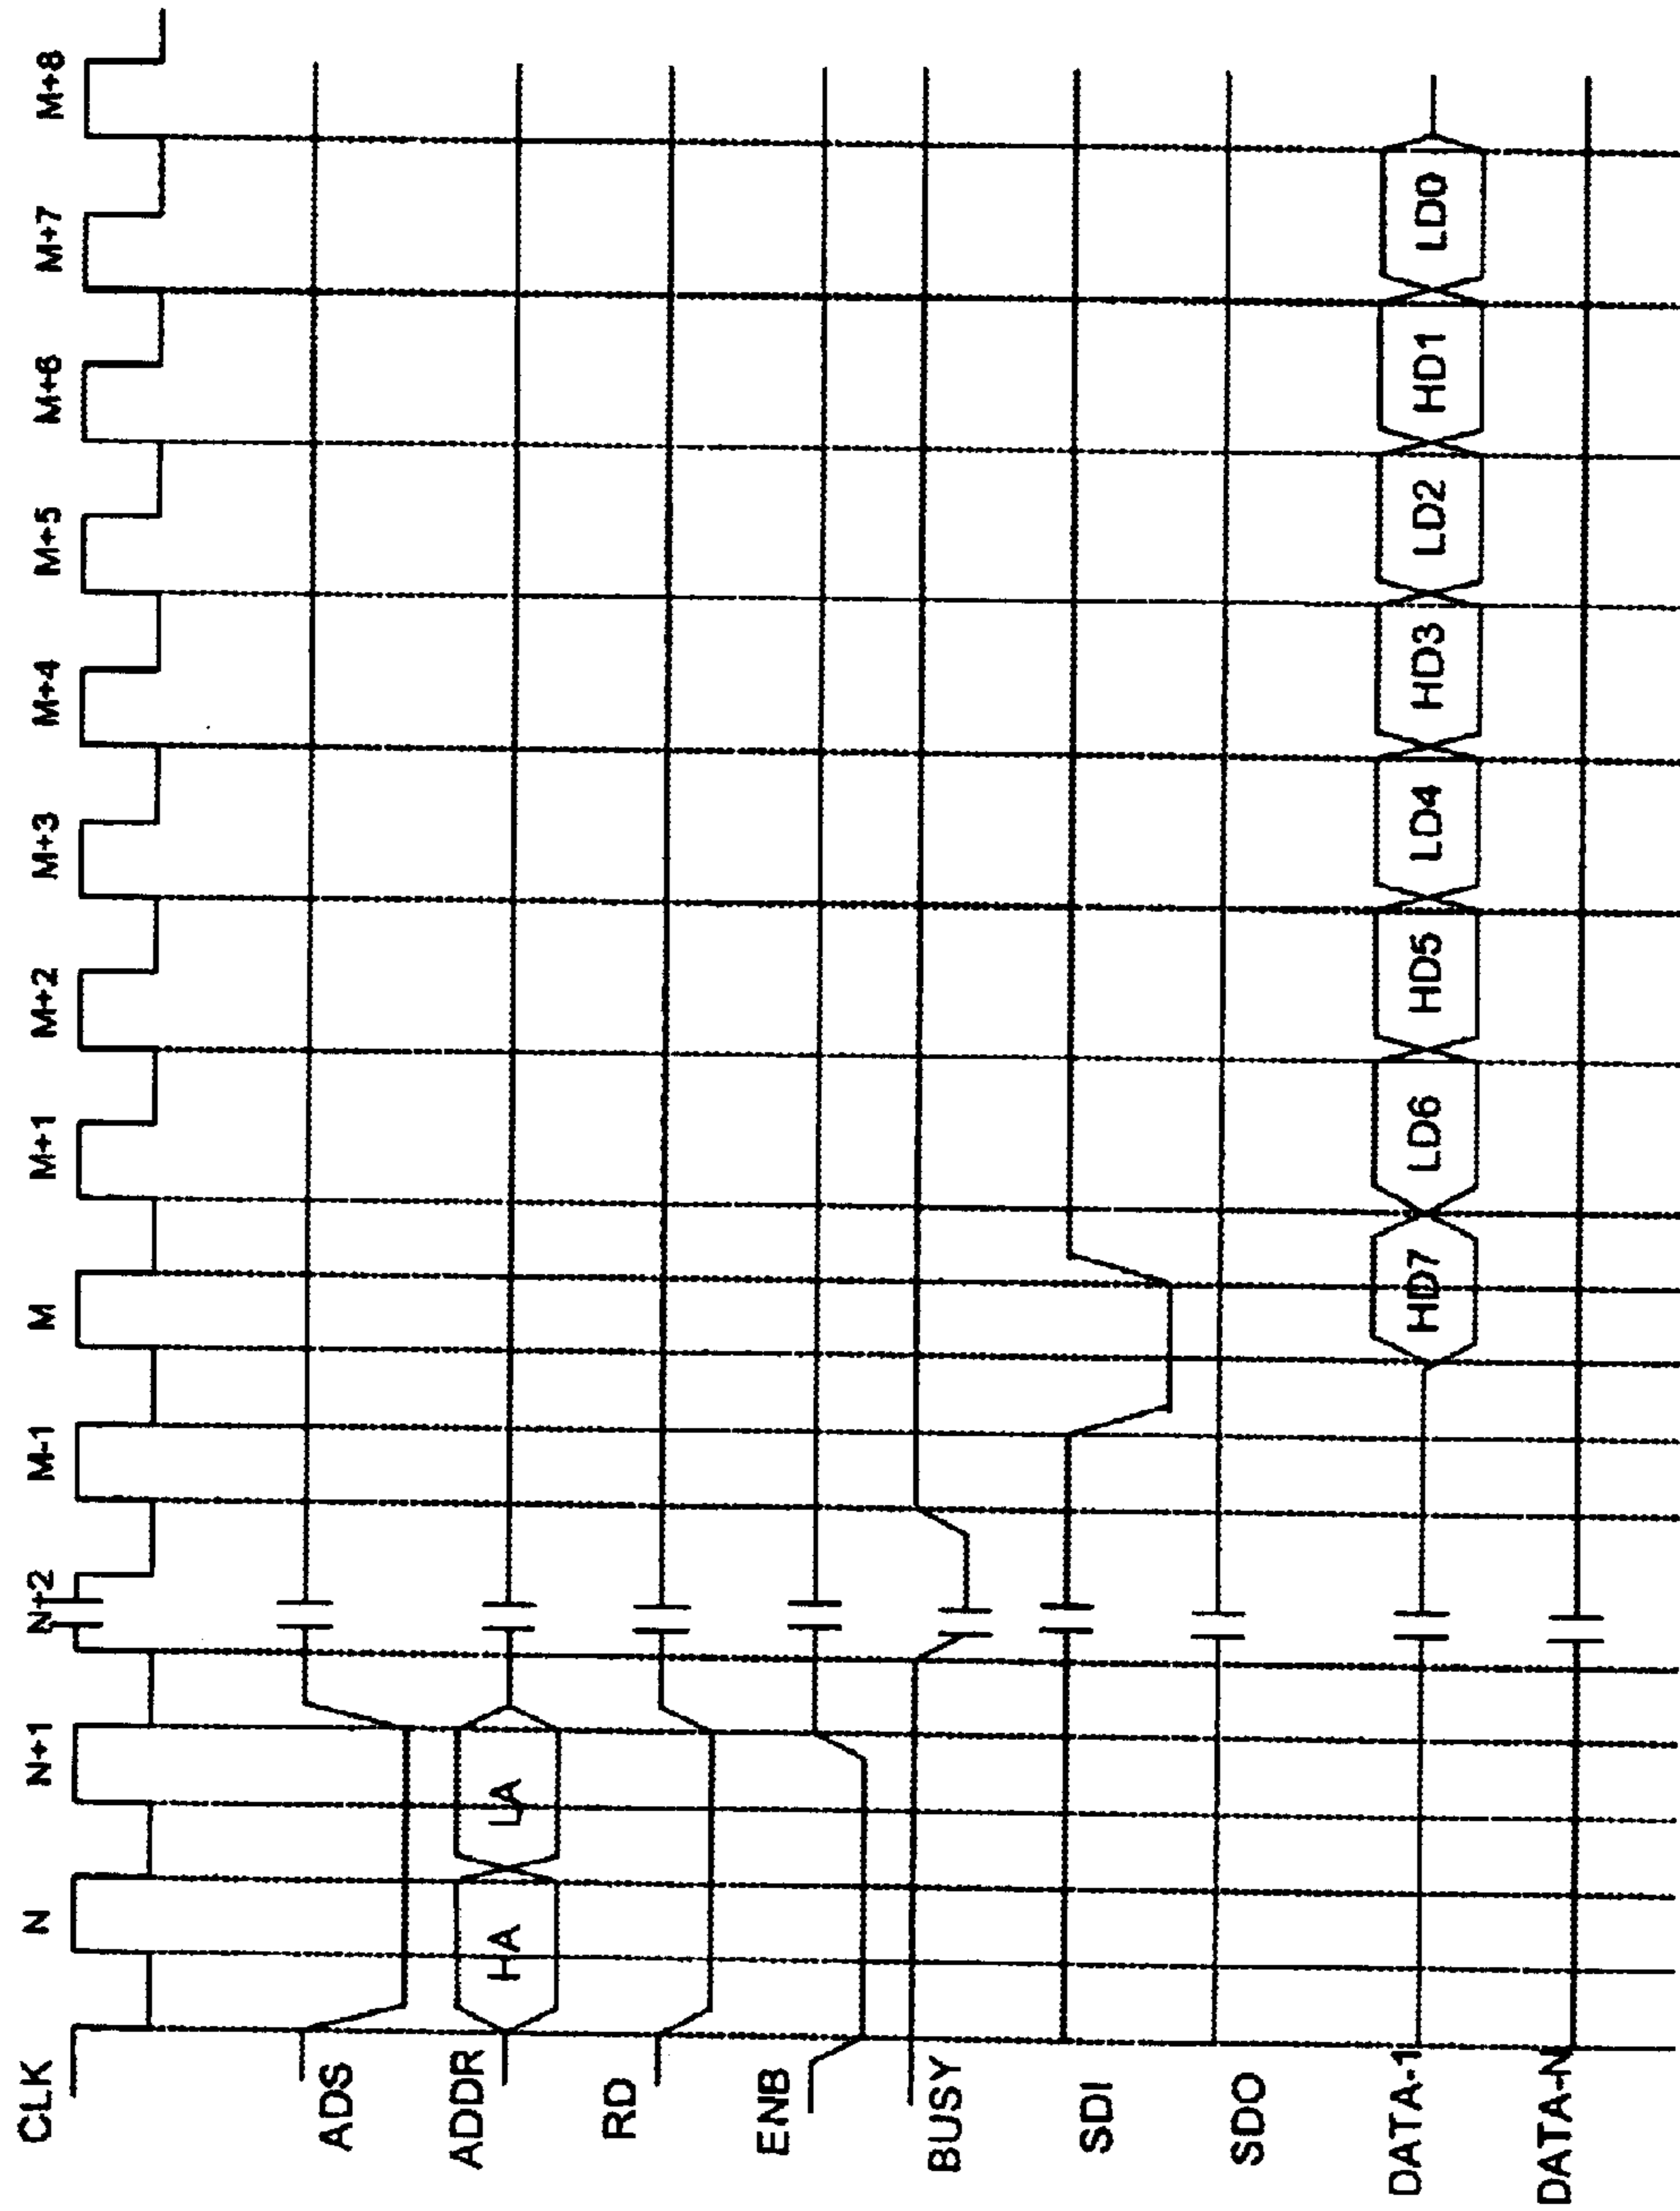 CLK
N
N+1
N+2
M-1
M
M+1
M+2
M+3
M+4
M+5
M+6
M+7
M+8
ADS
ADDR
HA
LA
RD
ENB
BUSY
SDI
SDO
DATA-1
HD7
LD6
HD5
LD4
HD3
LD2
HD1
LD0
DATA-N